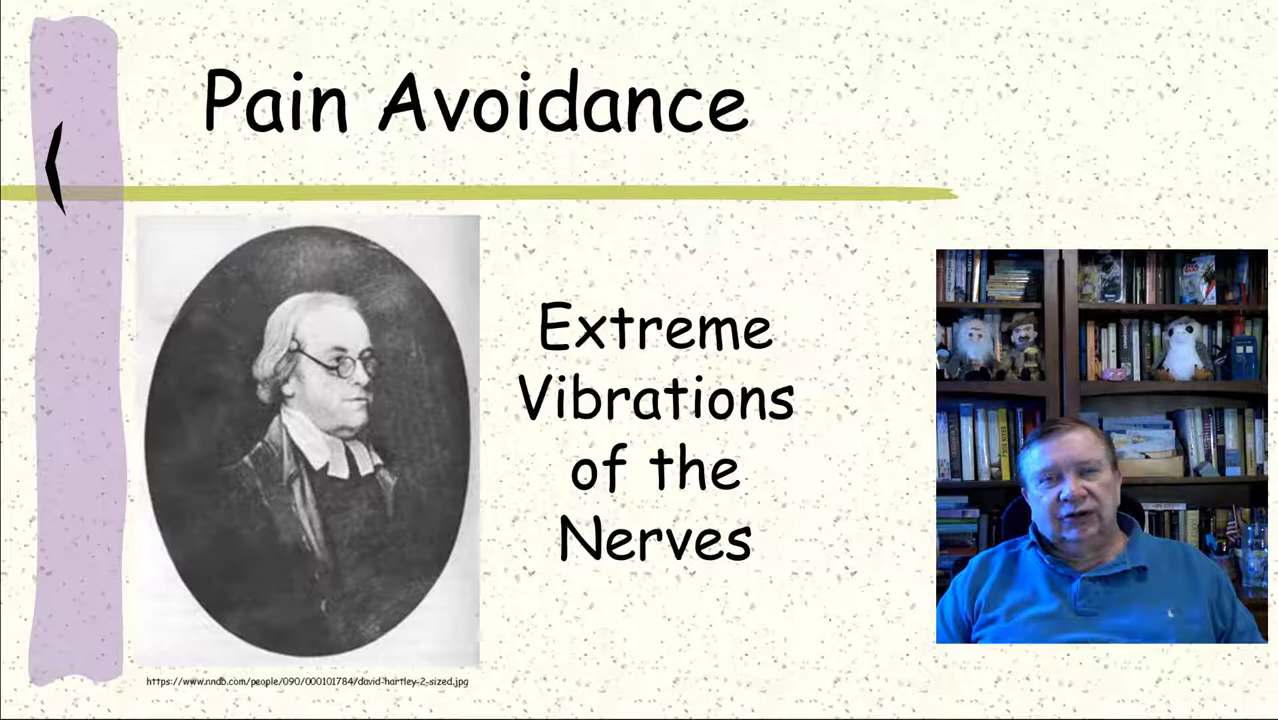 Pain Avoidance
Extreme
Vibrations
of the
Nerves
https://www.nndb.com/people/090/000101784/david-hartley-2-sized.jpg